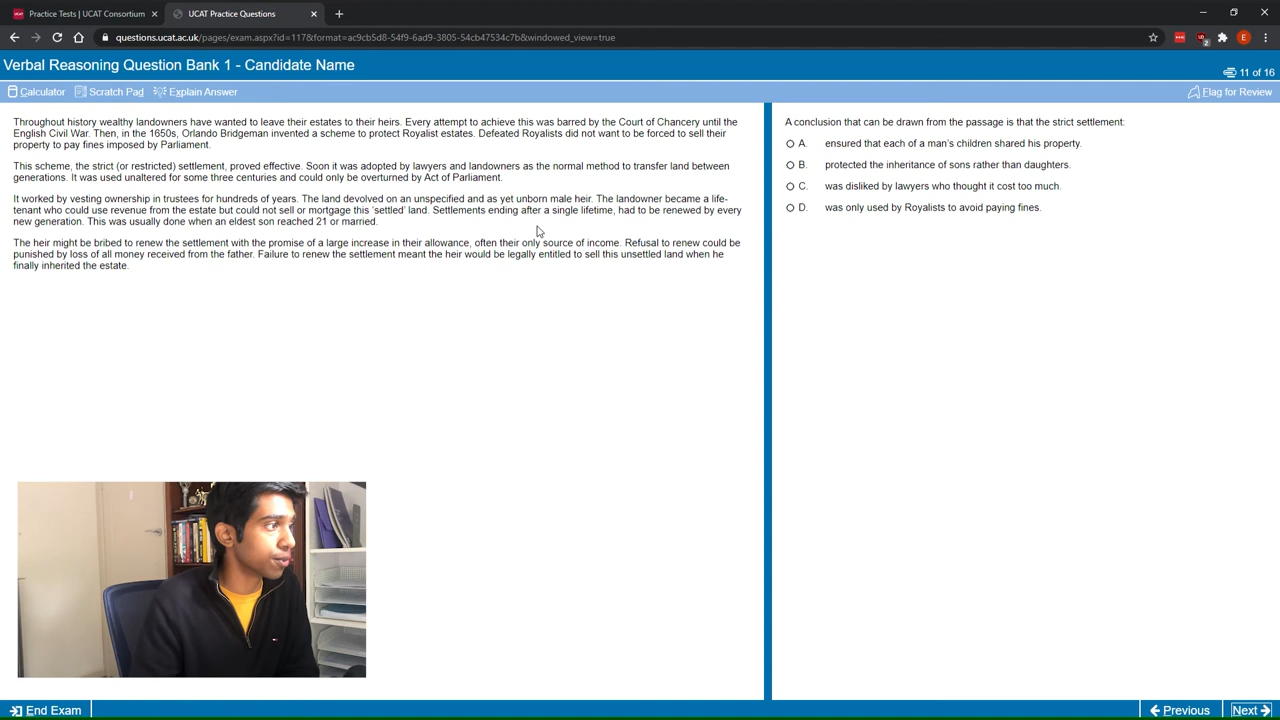 Practice Tests | UCAT Consortium
UCAT Practice Questions
questions.ucat.ac.uk/pages/exam.aspx?id=117&format=ac9cb5d8-54f9-6ad9-3805-54cb47534c7b&windowed_view=true
Verbal Reasoning Question Bank 1 - Candidate Name
11 of 16
Calculator
Scratch Pad
Explain Answer
Flag for Review
Throughout history wealthy landowners have wanted to leave their estates to their heirs. Every attempt to achieve this was barred by the Court of Chancery until the
English Civil War. Then, in the 1650s, Orlando Bridgeman invented a scheme to protect Royalist estates. Defeated Royalists did not want to be forced to sell their
property to pay fines imposed by Parliament.
This scheme, the strict (or restricted) settlement, proved effective. Soon it was adopted by lawyers and landowners as the normal method to transfer land between
generations. It was used unaltered for some three centuries and could only be overturned by Act of Parliament.
It worked by vesting ownership in trustees for hundreds of years. The land devolved on an unspecified and as yet unborn male heir. The landowner became a life-
tenant who could use revenue from the estate but could not sell or mortgage this 'settled' land. Settlements ending after a single lifetime, had to be renewed by every
new generation. This was usually done when an eldest son reached 21 or married.
The heir might be bribed to renew the settlement with the promise of a large increase in their allowance, often their only source of income. Refusal to renew could be
punished by loss of all money received from the father. Failure to renew the settlement meant the heir would be legally entitled to sell this unsettled land when he
finally inherited the estate.
A conclusion that can be drawn from the passage is that the strict settlement:
A. ensured that each of a man's children shared his property.
B. protected the inheritance of sons rather than daughters.
C. was disliked by lawyers who thought it cost too much.
D. was only used by Royalists to avoid paying fines.
End Exam
Previous
Next